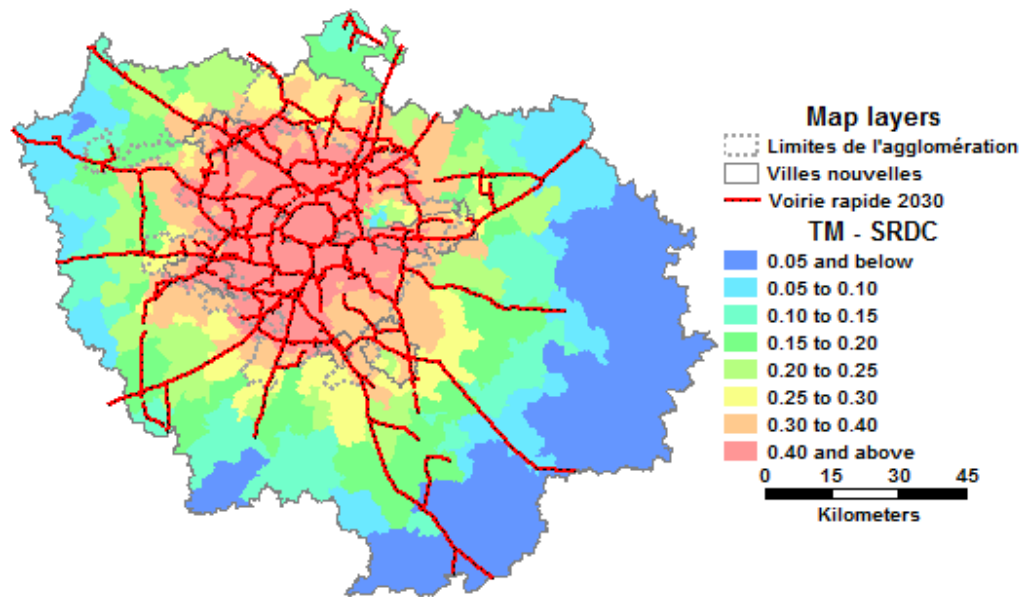 Map layers
Limites de l'agglomération
Villes nouvelles
Voirie rapide 2030
TM - SRDC
0.05 and below
0.05 to 0.10
0.10 to 0.15
0.15 to 0.20
0.20 to 0.25
0.25 to 0.30
0.30 to 0.40
0.40 and above
0 15 30 45
Kilometers